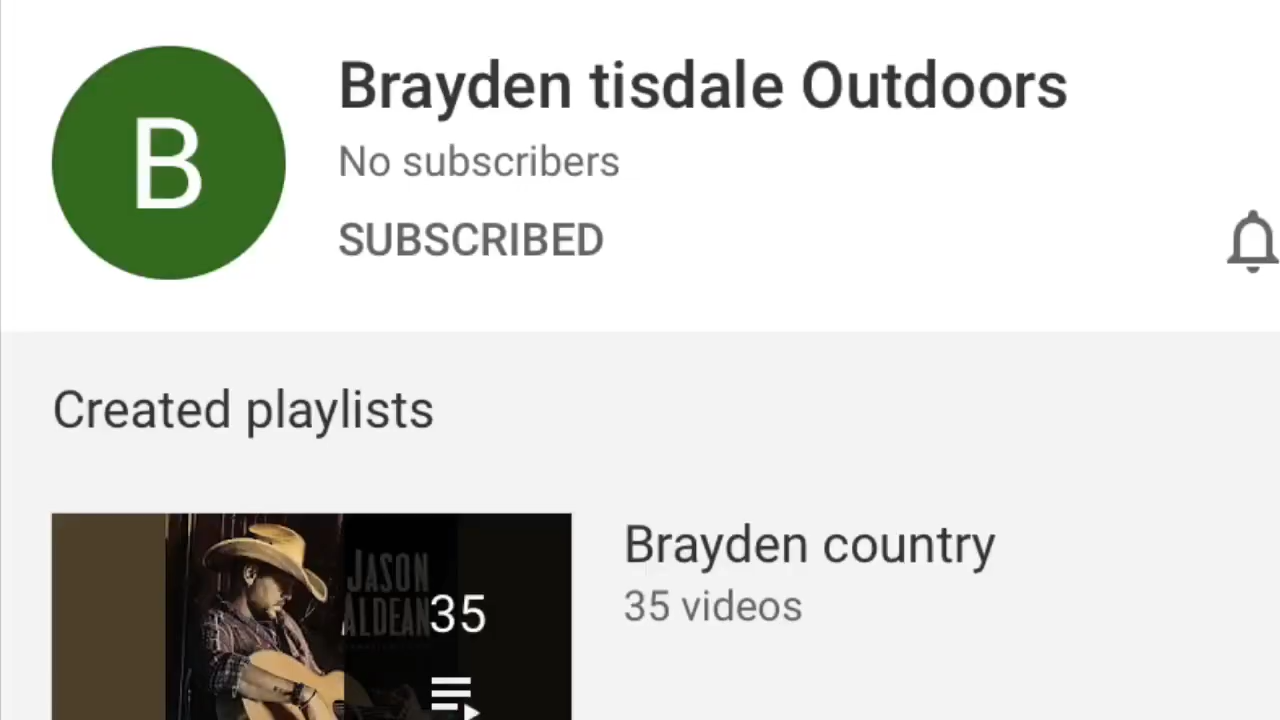 B
Brayden tisdale Outdoors
No subscribers
SUBSCRIBED
Created playlists
JASON
ALDEAN
35
Brayden country
35 videos